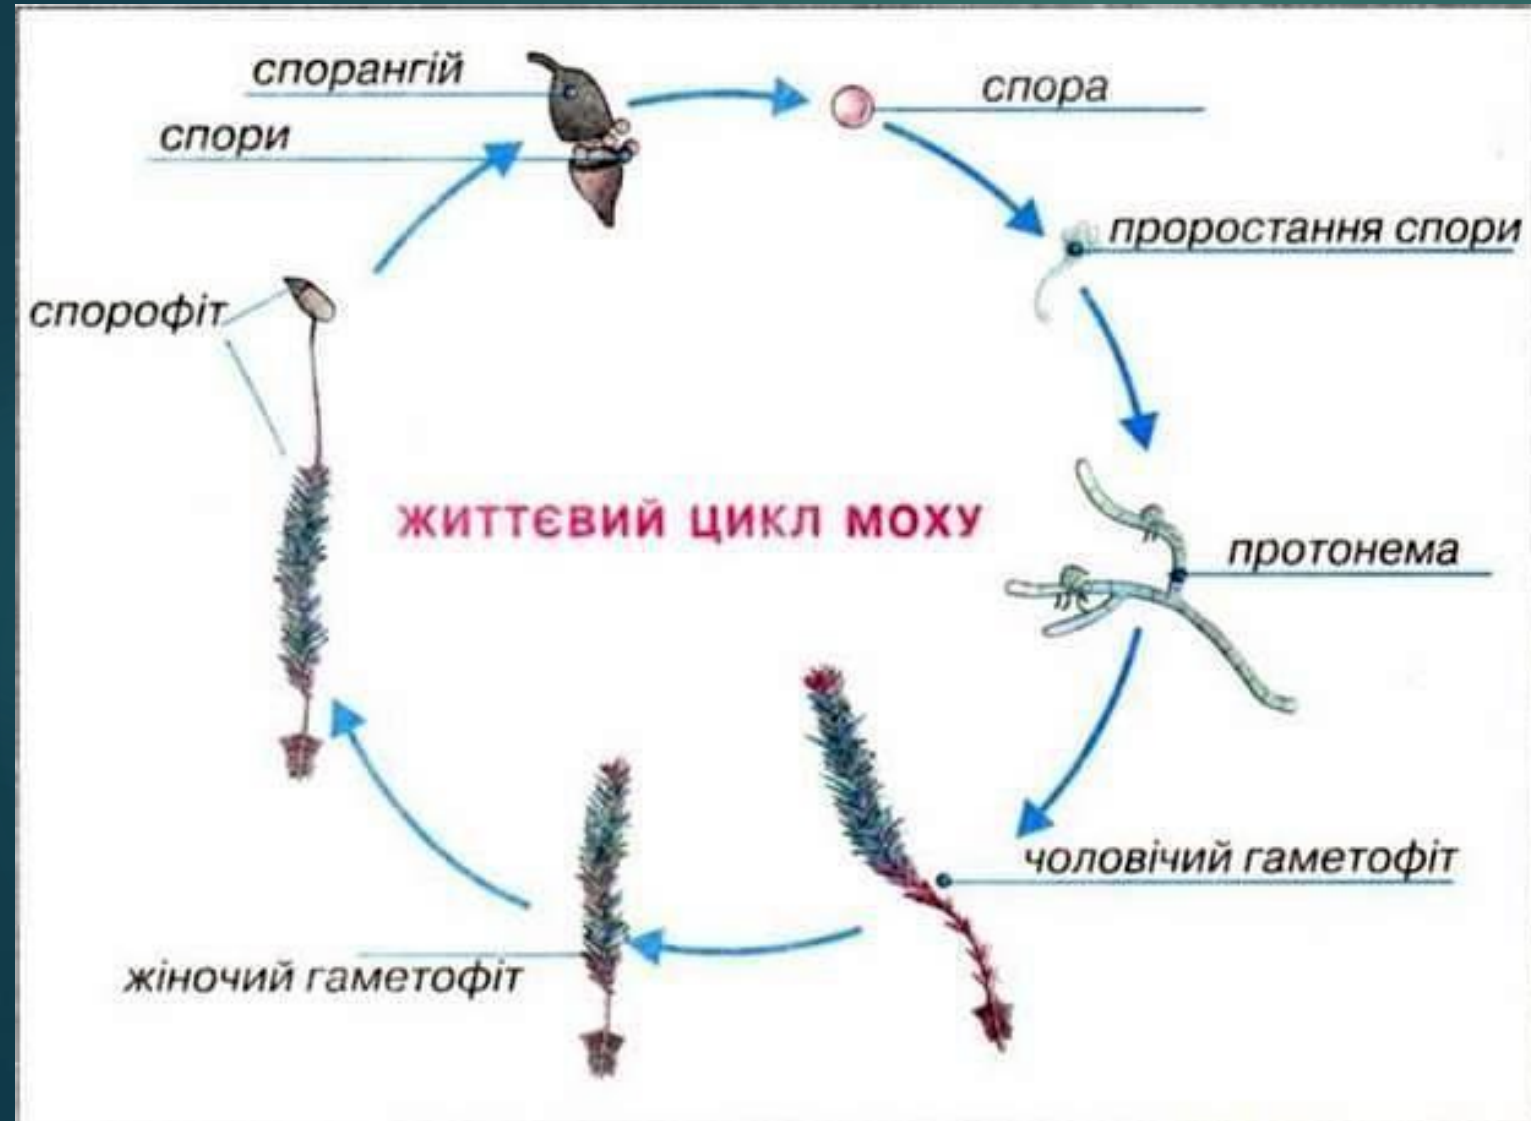 спорангій
спора
спори
проростання спори
спорофіт
ЖИТТЄВИЙ ЦИКЛ МОХУ
протонема
чоловічий гаметофіт
жіночий гаметофіт